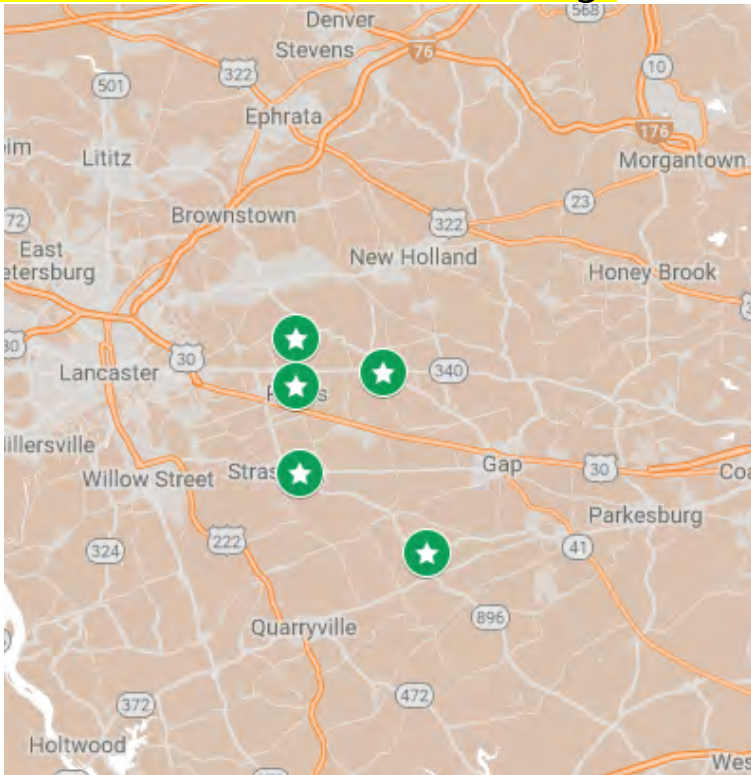 Denver
568
Stevens
76
322
10
501
Ephrata
176
Lititz
Morgantown
23
72
Brownstown
322
East
New Holland
Honey Brook
etersburg
30
30
Lancaster
340
illersville
Gap
30
Willow Street
Parkesburg
324
222
41
896
Quarryville
472
372
Holtwood